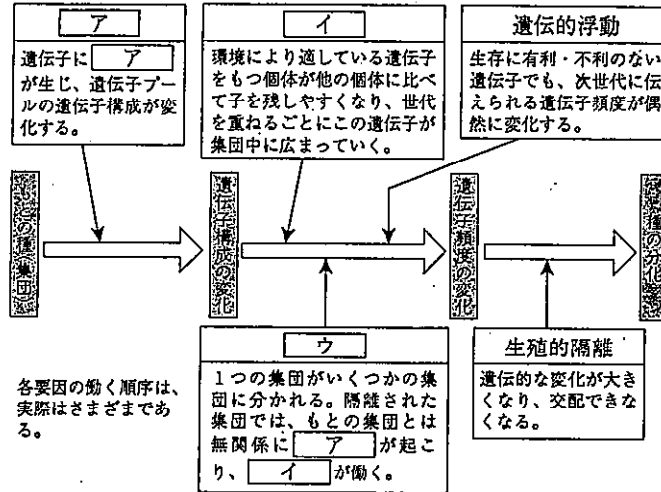 ア
遺伝子に ア
が生じ、遺伝子プー
ルの遺伝子構成が変
化する。
イ
環境により適している遺伝子
をもつ個体が他の個体に比べ
て子を残しやすくなり、世代
を重ねるごとにこの遺伝子が
集団中に広まっていく。
遺伝的浮動
生存に有利・不利のない
遺伝子でも、次世代に伝
えられる遺伝子頻度が偶
然に変化する。
もとの種(集団)
遺伝子構成の変化
遺伝子頻度の変化
種の分化
ウ
1つの集団がいくつかの集
団に分かれる。隔離された
集団では、もとの集団とは
無関係に ア が起こ
り、 イ が働く。
生殖的隔離
遺伝的な変化が大き
くなり、交配できな
くなる。
各要因の働く順序は、
実際はさまざまであ
る。